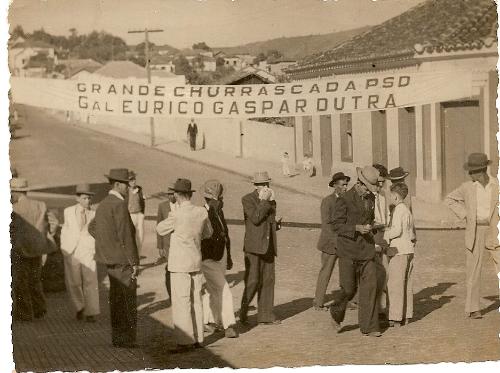 GRANDE CHURRASCADA PSD
GAL EURICO GASPAR DUTRA